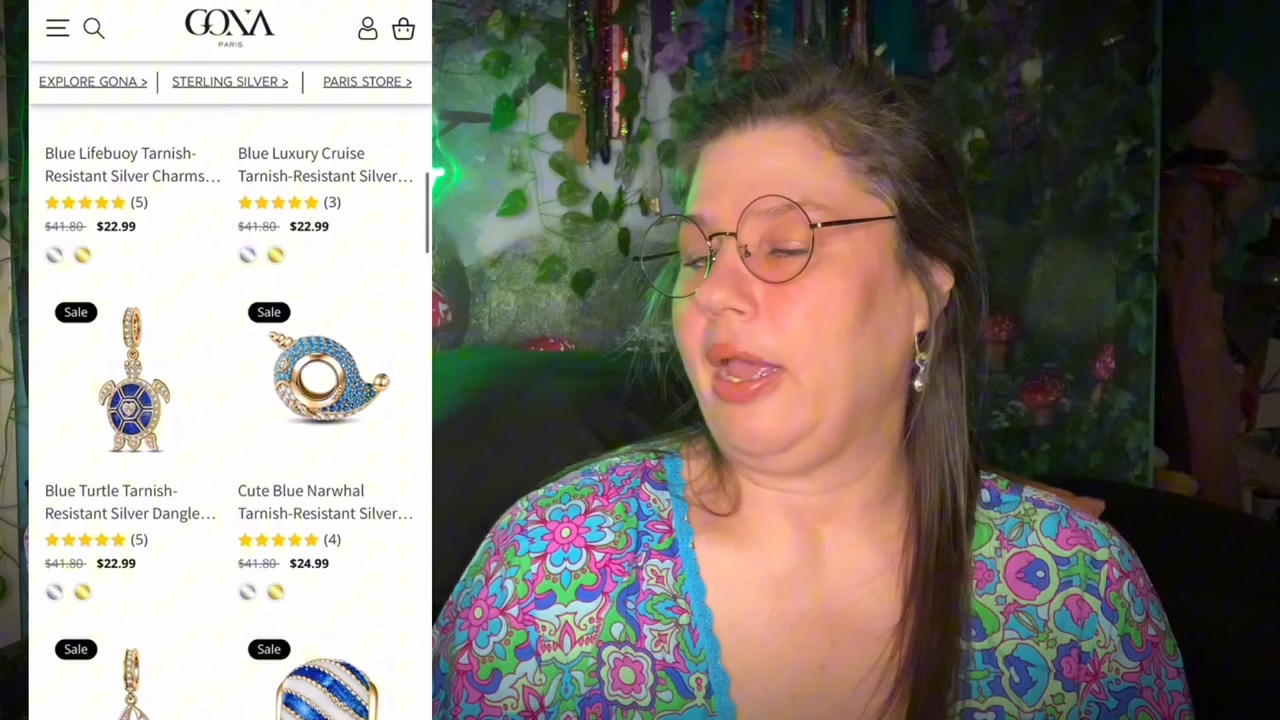 GONA
PARIS
EXPLORE GONA > | STERLING SILVER > | PARIS STORE >
Blue Lifebuoy Tarnish-
Resistant Silver Charms...
(5)
$41.80 $22.99
Blue Luxury Cruise
Tarnish-Resistant Silver...
(3)
$41.80 $22.99
Sale
Blue Turtle Tarnish-
Resistant Silver Dangle...
(5)
$41.80 $22.99
Sale
Cute Blue Narwhal
Tarnish-Resistant Silver...
(4)
$41.80 $24.99
Sale
Sale